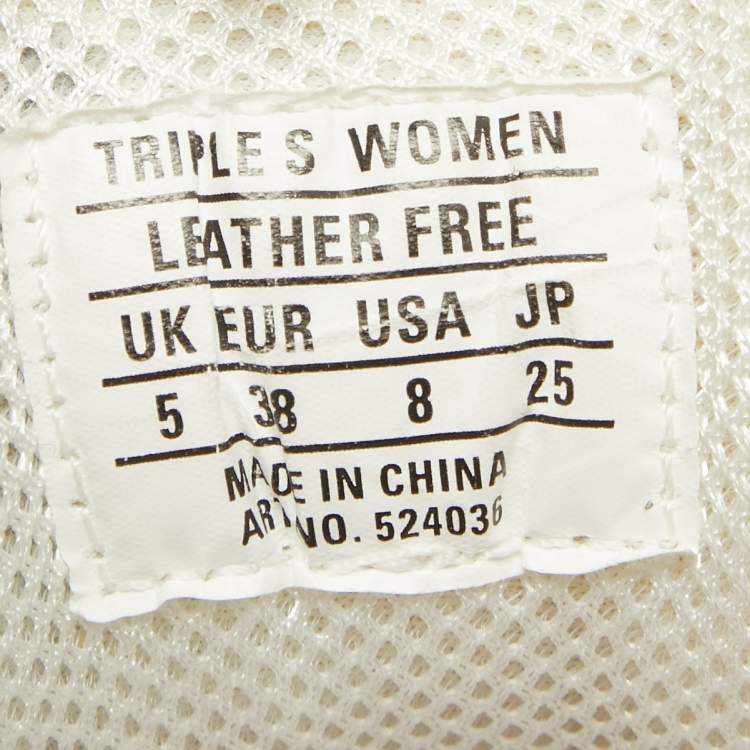 TRIPLE S WOMEN
LEATHER FREE
UK EUR USA JP
5 38 8 25
MADE IN CHINA
ART NO. 524036